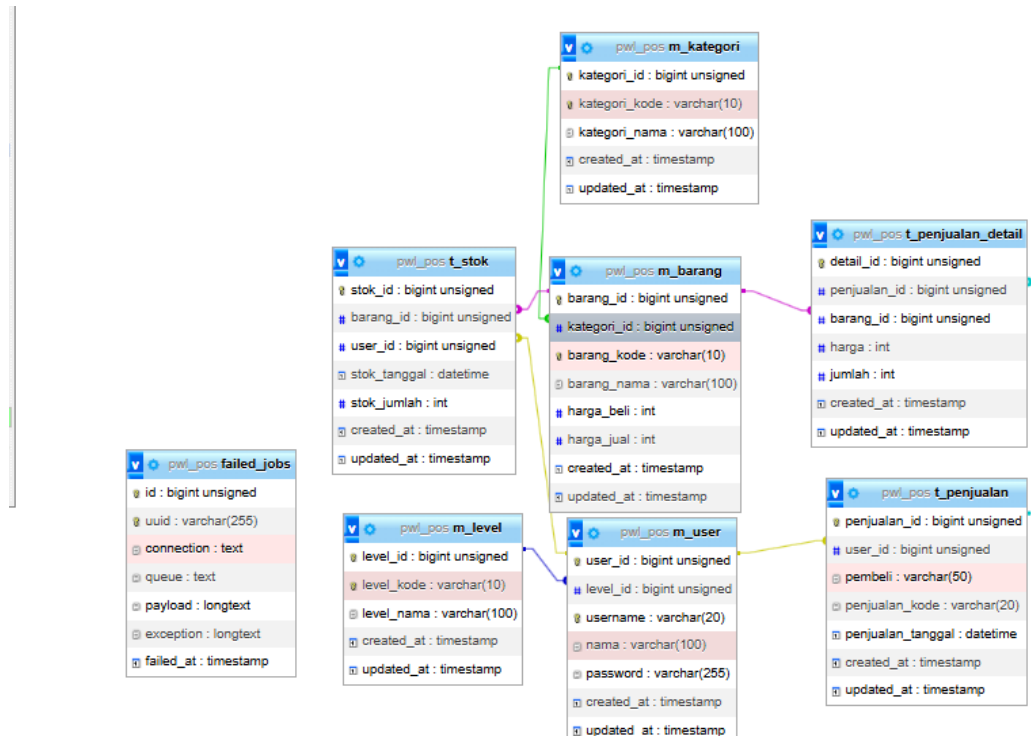 pwl_pos m_kategori
kategori_id : bigint unsigned
kategori_kode : varchar(10)
kategori_nama : varchar(100)
created_at : timestamp
updated_at : timestamp
pwl_pos t_stok
stok_id : bigint unsigned
barang_id : bigint unsigned
user_id : bigint unsigned
stok_tanggal : datetime
stok_jumlah : int
created_at : timestamp
updated_at : timestamp
pwl_pos m_barang
barang_id : bigint unsigned
kategori_id : bigint unsigned
barang_kode : varchar(10)
barang_nama : varchar(100)
harga_beli : int
harga_jual : int
created_at : timestamp
updated_at : timestamp
pwl_pos t_penjualan_detail
detail_id : bigint unsigned
penjualan_id : bigint unsigned
barang_id : bigint unsigned
harga : int
jumlah : int
created_at : timestamp
updated_at : timestamp
pwl_pos failed_jobs
id : bigint unsigned
uuid : varchar(255)
connection : text
queue : text
payload : longtext
exception : longtext
failed_at : timestamp
pwl_pos m_level
level_id : bigint unsigned
level_kode : varchar(10)
level_nama : varchar(100)
created_at : timestamp
updated_at : timestamp
pwl_pos m_user
user_id : bigint unsigned
level_id : bigint unsigned
username : varchar(20)
nama : varchar(100)
password : varchar(255)
created_at : timestamp
updated_at : timestamp
pwl_pos t_penjualan
penjualan_id : bigint unsigned
user_id : bigint unsigned
pembeli : varchar(50)
penjualan_kode : varchar(20)
penjualan_tanggal : datetime
created_at : timestamp
updated_at : timestamp